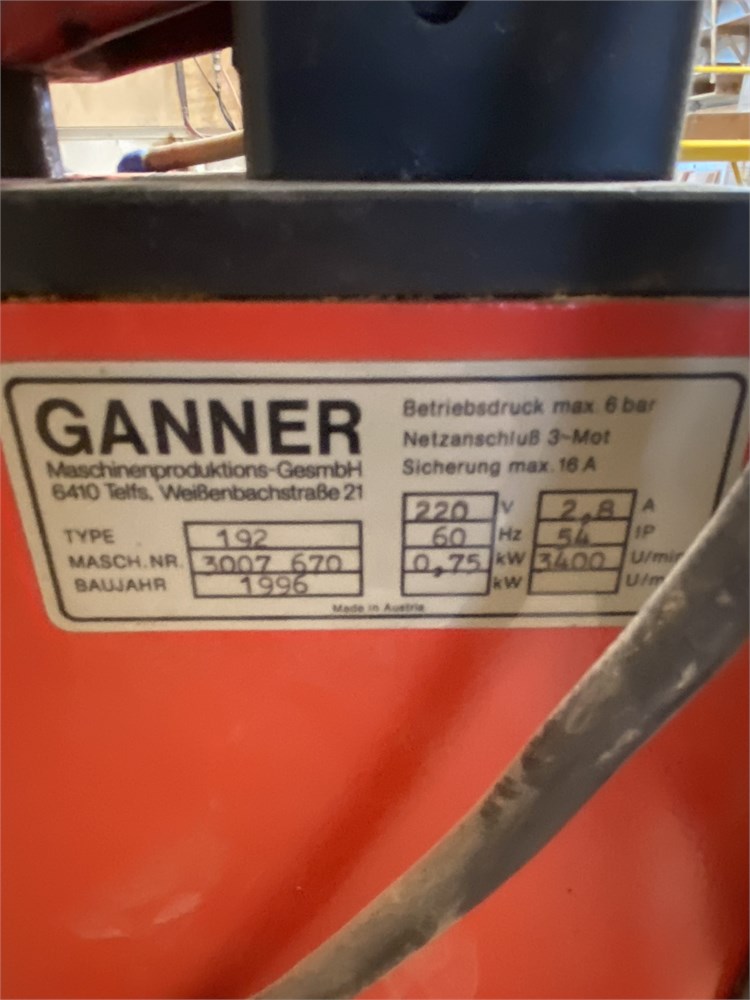 GANNER
Maschinenproduktions-GesmbH
6410 Telfs, Weißenbachstraße 21
TYPE 192
MASCH.NR. 3007 670
BAUJAHR 1996
Betriebsdruck max. 6 bar
Netzanschluß 3~Mot
Sicherung max. 16 A
220 V 2,8 A
60 Hz 54 IP
0,75 kW 3400 U/min
kW U/m
Made in Austria